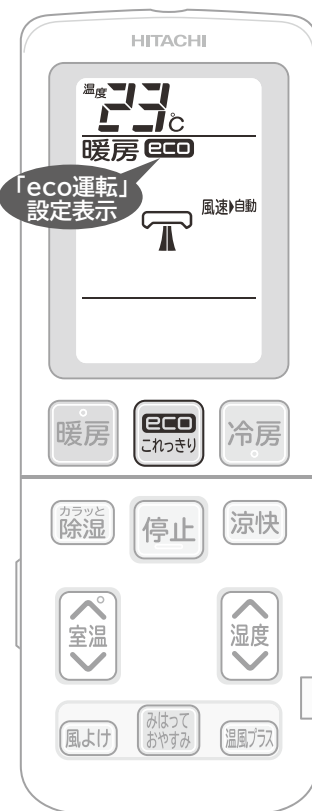 HITACHI
温度23℃
暖房 eco
「eco運転」
設定表示
風速 自動
暖房
eco
これっきり
冷房
カラッと
除湿
停止
涼快
室温
湿度
風よけ
みはって
おやすみ
温風プラス